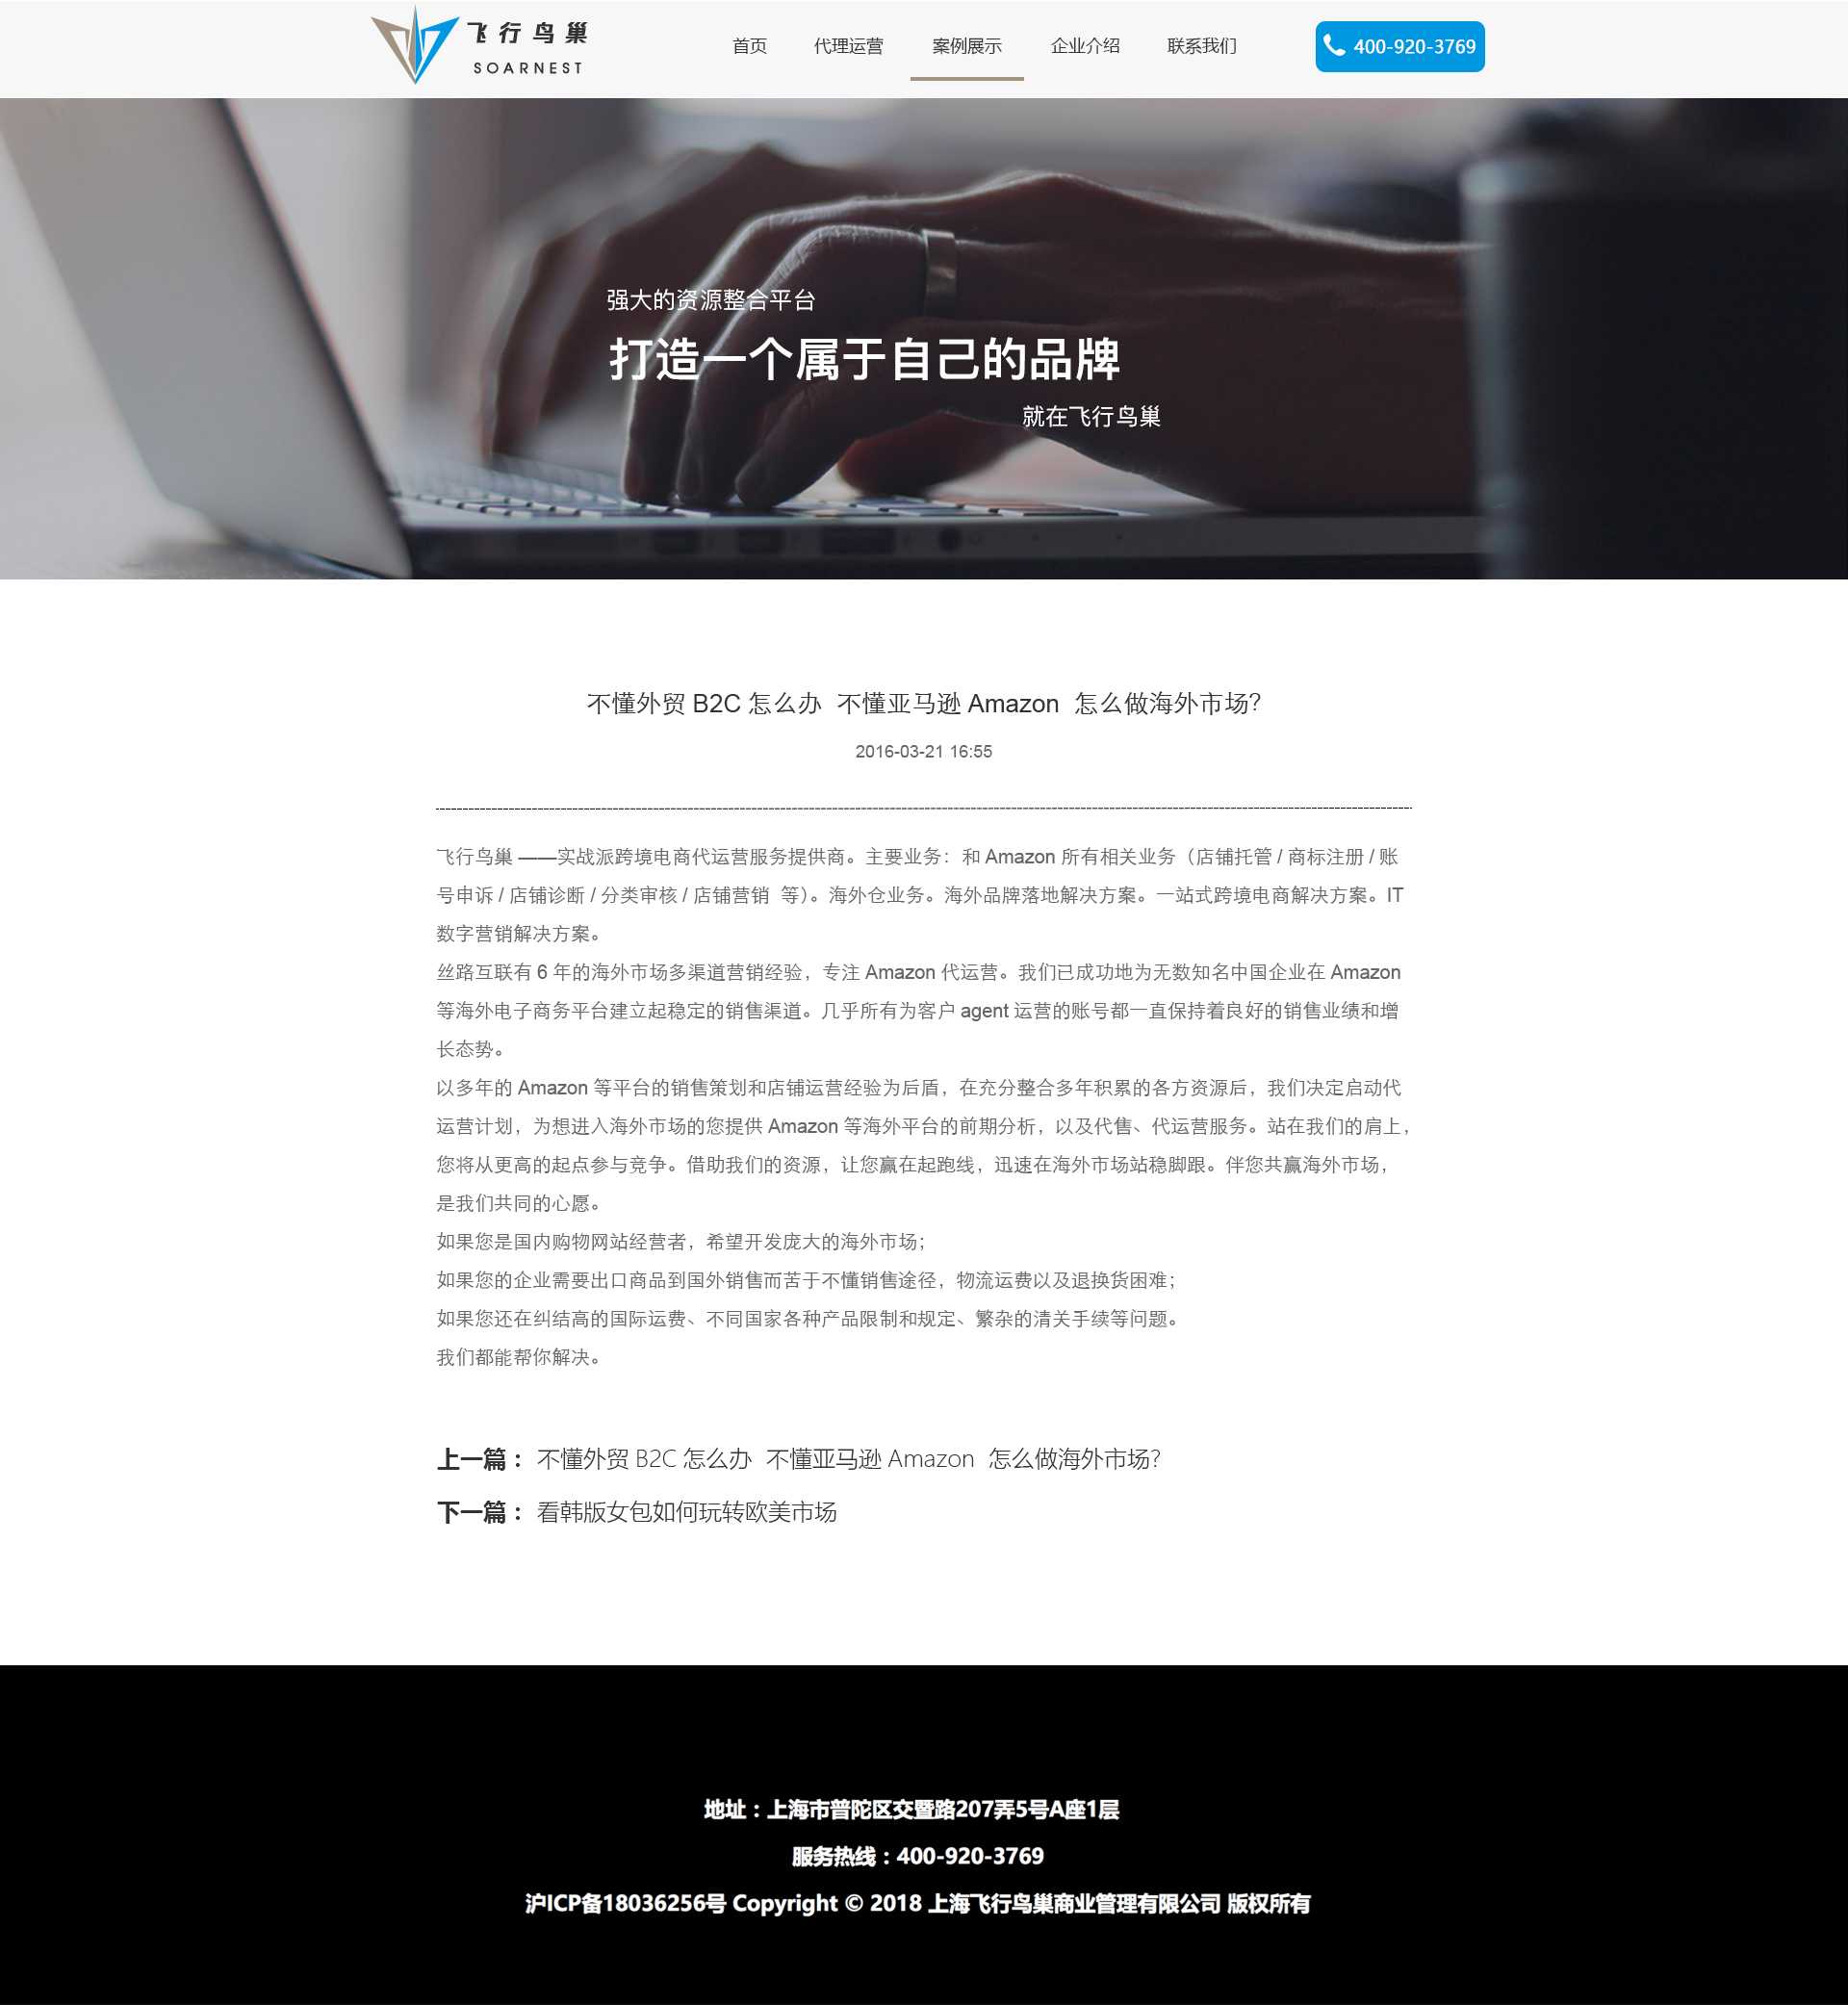 飞行鸟巢
SOARNEST
首页 代理运营 案例展示 企业介绍 联系我们
400-920-3769
强大的资源整合平台
打造一个属于自己的品牌
就在飞行鸟巢
不懂外贸 B2C 怎么办 不懂亚马逊 Amazon 怎么做海外市场？
2016-03-21 16:55
飞行鸟巢 ——实战派跨境电商代运营服务提供商。主要业务：和 Amazon 所有相关业务（店铺托管 / 商标注册 / 账
号申诉 / 店铺诊断 / 分类审核 / 店铺营销 等）。海外仓业务。海外品牌落地解决方案。一站式跨境电商解决方案。IT
数字营销解决方案。
丝路互联有 6 年的海外市场多渠道营销经验，专注 Amazon 代运营。我们已成功地为无数知名中国企业在 Amazon
等海外电子商务平台建立起稳定的销售渠道。几乎所有为客户 agent 运营的账号都一直保持着良好的销售业绩和增
长态势。
以多年的 Amazon 等平台的销售策划和店铺运营经验为后盾，在充分整合多年积累的各方资源后，我们决定启动代
运营计划，为想进入海外市场的您提供 Amazon 等海外平台的前期分析，以及代售、代运营服务。站在我们的肩上，
您将从更高的起点参与竞争。借助我们的资源，让您赢在起跑线，迅速在海外市场站稳脚跟。伴您共赢海外市场，
是我们共同的心愿。
如果您是国内购物网站经营者，希望开发庞大的海外市场；
如果您的企业需要出口商品到国外销售而苦于不懂销售途径，物流运费以及退换货困难；
如果您还在纠结高的国际运费、不同国家各种产品限制和规定、繁杂的清关手续等问题。
我们都能帮你解决。
上一篇： 不懂外贸 B2C 怎么办 不懂亚马逊 Amazon 怎么做海外市场？
下一篇： 看韩版女包如何玩转欧美市场
地址：上海市普陀区交暨路207弄5号A座1层
服务热线：400-920-3769
沪ICP备18036256号 Copyright © 2018 上海飞行鸟巢商业管理有限公司 版权所有